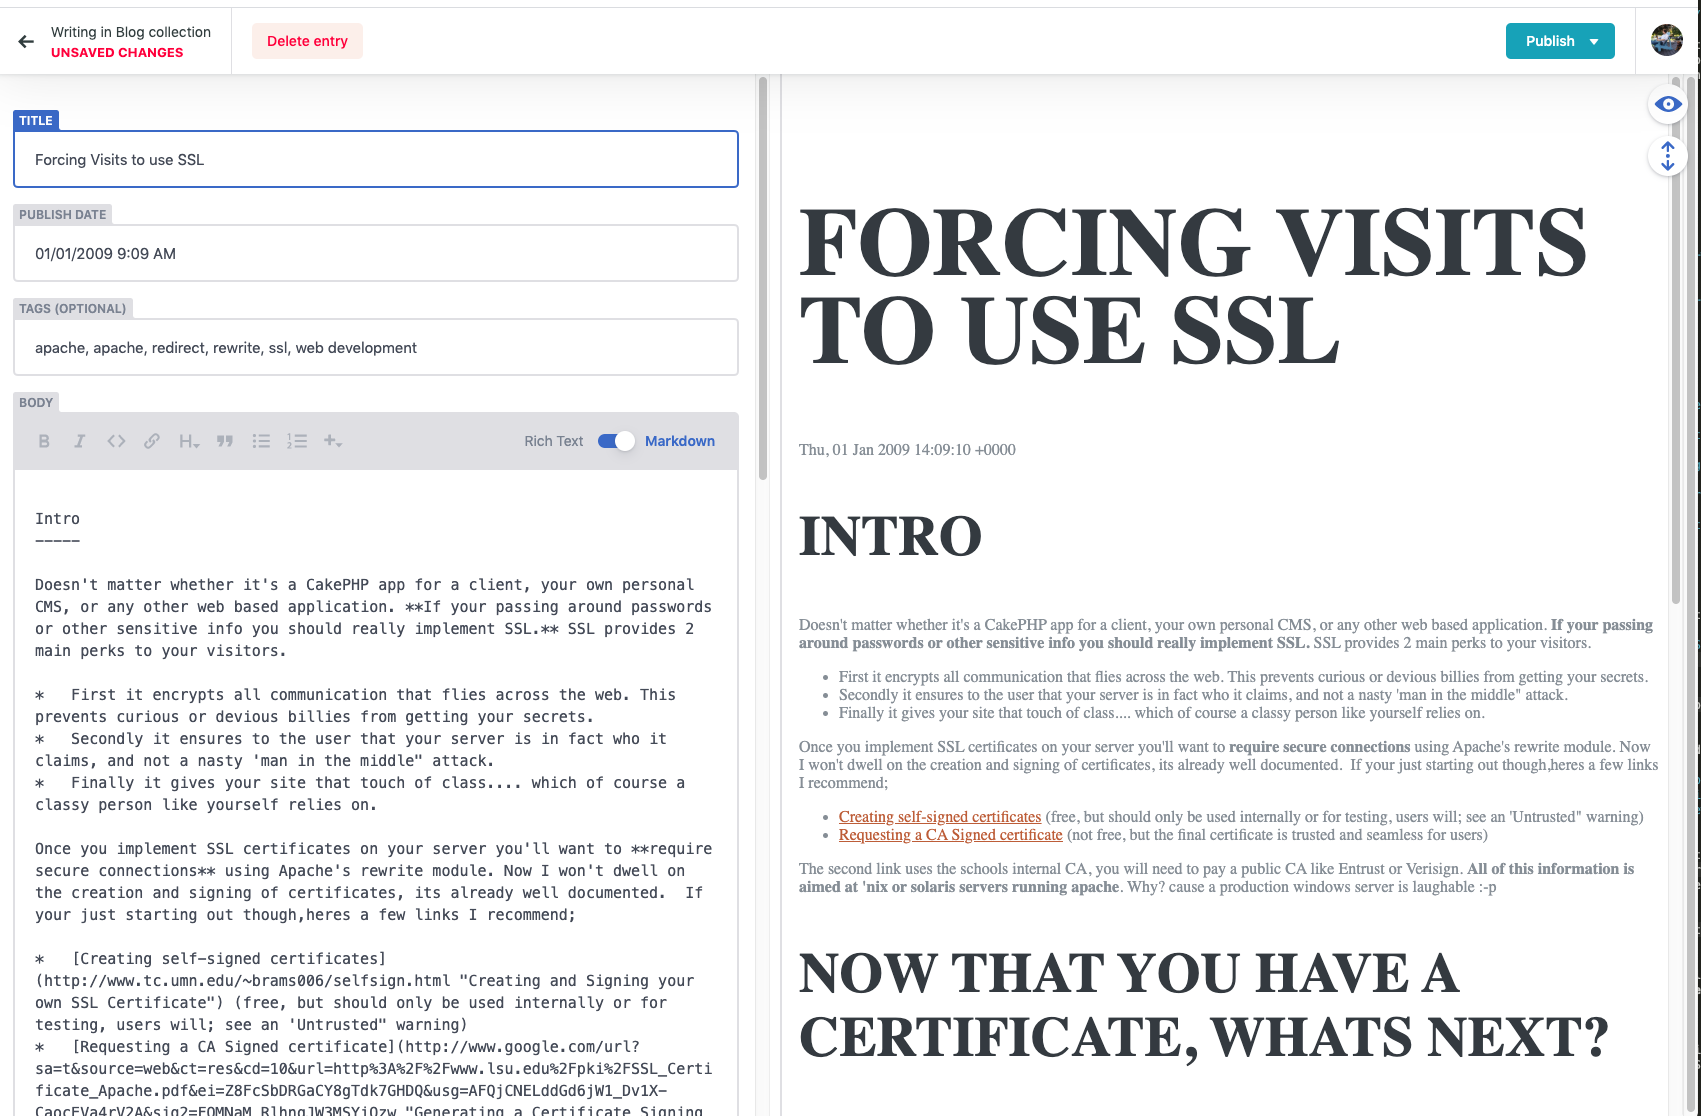 Writing in Blog collection
UNSAVED CHANGES
Delete entry
Publish
TITLE
Forcing Visits to use SSL
PUBLISH DATE
01/01/2009 9:09 AM
TAGS (OPTIONAL)
apache, apache, redirect, rewrite, ssl, web development
BODY
Rich Text
Markdown
Intro
-----
Doesn't matter whether it's a CakePHP app for a client, your own personal
CMS, or any other web based application. **If your passing around passwords
or other sensitive info you should really implement SSL.** SSL provides 2
main perks to your visitors.
*   First it encrypts all communication that flies across the web. This
prevents curious or devious billies from getting your secrets.
*   Secondly it ensures to the user that your server is in fact who it
claims, and not a nasty 'man in the middle" attack.
*   Finally it gives your site that touch of class.... which of course a
classy person like yourself relies on.
Once you implement SSL certificates on your server you'll want to **require
secure connections** using Apache's rewrite module. Now I won't dwell on
the creation and signing of certificates, its already well documented.  If
your just starting out though,heres a few links I recommend;
*   [Creating self-signed certificates]
(http://www.tc.umn.edu/~brams006/selfsign.html "Creating and Signing your
own SSL Certificate") (free, but should only be used internally or for
testing, users will; see an 'Untrusted" warning)
*   [Requesting a CA Signed certificate](http://www.google.com/url?
sa=t&source=web&ct=res&cd=10&url=http%3A%2F%2Fwww.lsu.edu%2Fpki%2FSSL_Certi
ficate_Apache.pdf&ei=Z8FcSbDRGaCY8gTdk7GHDQ&usg=AFQjCNELddGd6jW1_Dv1X-
"Generating a Certificate Signing
FORCING VISITS
TO USE SSL
Thu, 01 Jan 2009 14:09:10 +0000
INTRO
Doesn't matter whether it's a CakePHP app for a client, your own personal CMS, or any other web based application. If your passing
around passwords or other sensitive info you should really implement SSL. SSL provides 2 main perks to your visitors.
• First it encrypts all communication that flies across the web. This prevents curious or devious billies from getting your secrets.
• Secondly it ensures to the user that your server is in fact who it claims, and not a nasty 'man in the middle" attack.
• Finally it gives your site that touch of class.... which of course a classy person like yourself relies on.
Once you implement SSL certificates on your server you'll want to require secure connections using Apache's rewrite module. Now
I won't dwell on the creation and signing of certificates, its already well documented.  If your just starting out though,heres a few links
I recommend;
• Creating self-signed certificates (free, but should only be used internally or for testing, users will; see an 'Untrusted" warning)
• Requesting a CA Signed certificate (not free, but the final certificate is trusted and seamless for users)
The second link uses the schools internal CA, you will need to pay a public CA like Entrust or Verisign. All of this information is
aimed at 'nix or solaris servers running apache. Why? cause a production windows server is laughable :-p
NOW THAT YOU HAVE A
CERTIFICATE, WHATS NEXT?